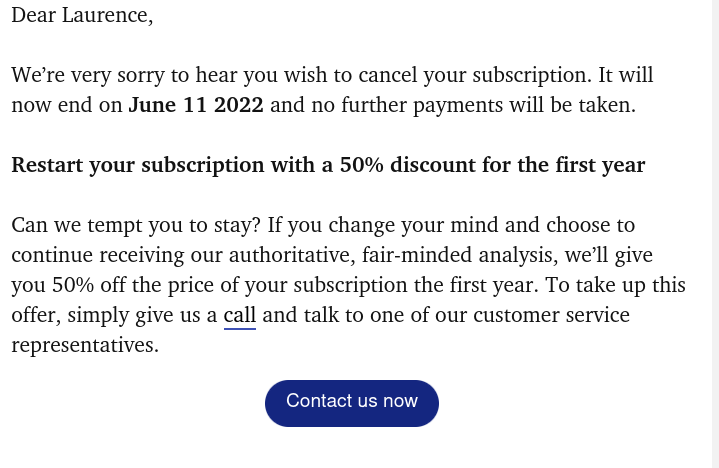 Dear Laurence,
We’re very sorry to hear you wish to cancel your subscription. It will
now end on June 11 2022 and no further payments will be taken.
Restart your subscription with a 50% discount for the first year
Can we tempt you to stay? If you change your mind and choose to
continue receiving our authoritative, fair-minded analysis, we’ll give
you 50% off the price of your subscription the first year. To take up this
offer, simply give us a call and talk to one of our customer service
representatives.
Contact us now